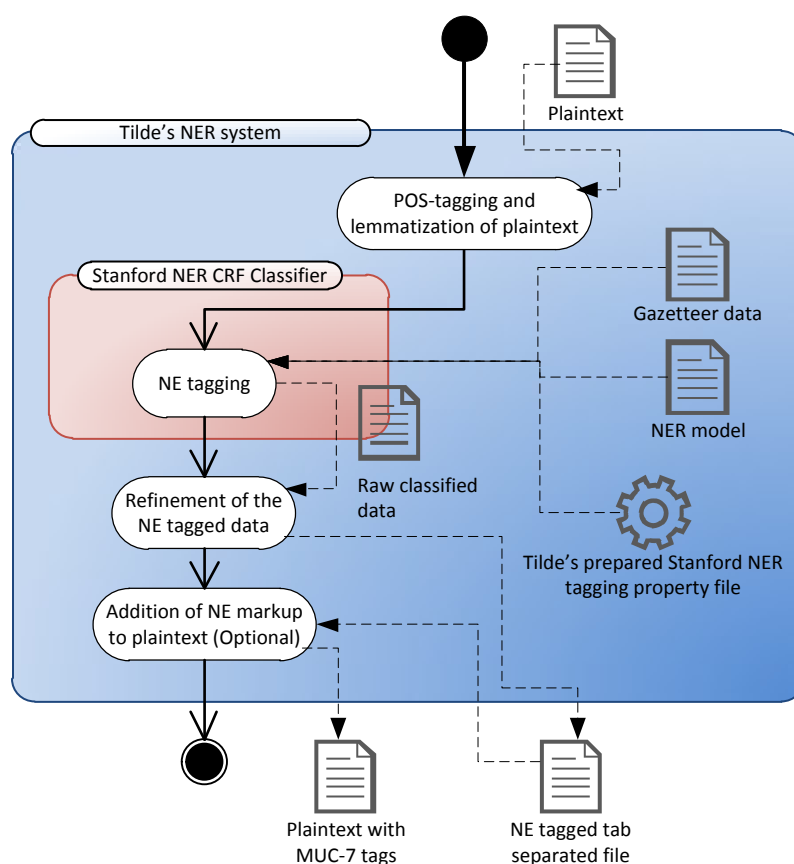 Plaintext
Tilde's NER system
POS-tagging and
lemmatization of plaintext
Stanford NER CRF Classifier
Gazetteer data
NE tagging
NER model
Raw classified
data
Refinement of the
NE tagged data
Tilde's prepared Stanford NER
tagging property file
Addition of NE markup
to plaintext (Optional)
Plaintext with
MUC-7 tags
NE tagged tab
separated file